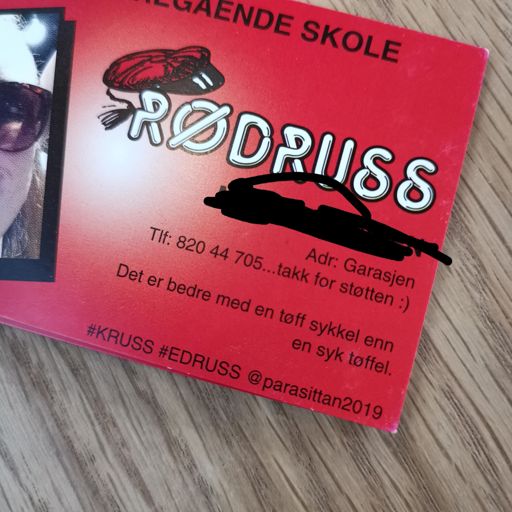 REGÅENDE SKOLE
RØDRUSS
Adr: Garasjen
Tlf: 820 44 705...takk for støtten :)
Det er bedre med en tøff sykkel enn
en syk tøffel.
#KRUSS #EDRUSS @parasittan2019